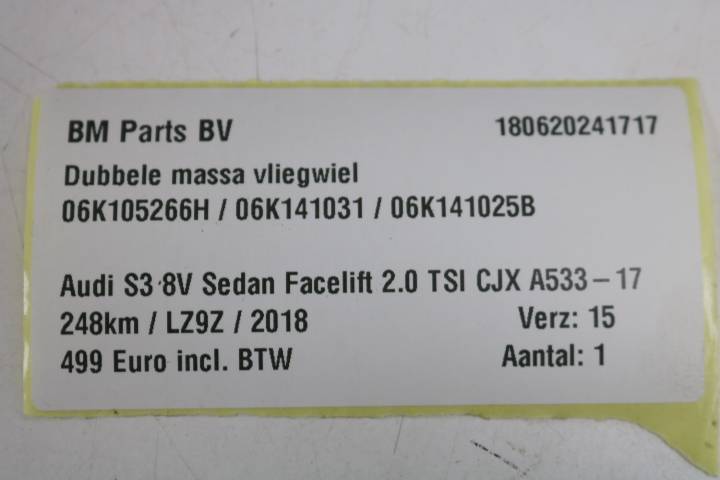 BM Parts BV 180620241717
Dubbele massa vliegwiel
06K105266H / 06K141031 / 06K141025B
Audi S3 8V Sedan Facelift 2.0 TSI CJX A533-17
248km / LZ9Z / 2018 Verz: 15
499 Euro incl. BTW Aantal: 1